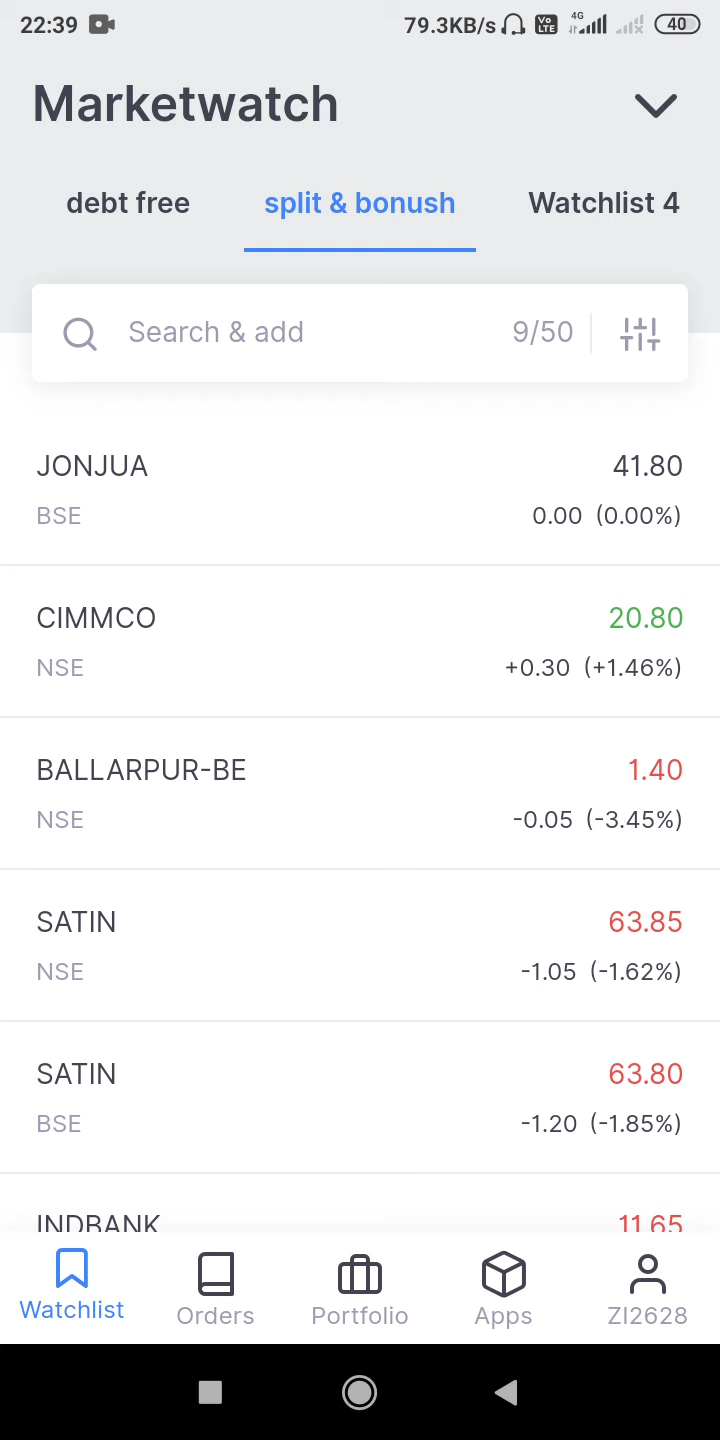 22:39 79.3KB/s Vo LTE 4G 40
Marketwatch
debt free split & bonush Watchlist 4
Search & add 9/50
JONJUA 41.80
BSE 0.00 (0.00%)
CIMMCO 20.80
NSE +0.30 (+1.46%)
BALLARPUR-BE 1.40
NSE -0.05 (-3.45%)
SATIN 63.85
NSE -1.05 (-1.62%)
SATIN 63.80
BSE -1.20 (-1.85%)
INDBANK 11.65
Watchlist Orders Portfolio Apps ZI2628